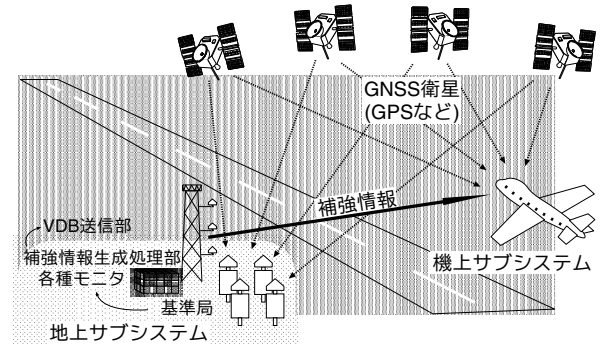 GNSS衛星
(GPSなど)
補強情報
VDB送信部
補強情報生成処理部
各種モニタ
基準局
地上サブシステム
機上サブシステム